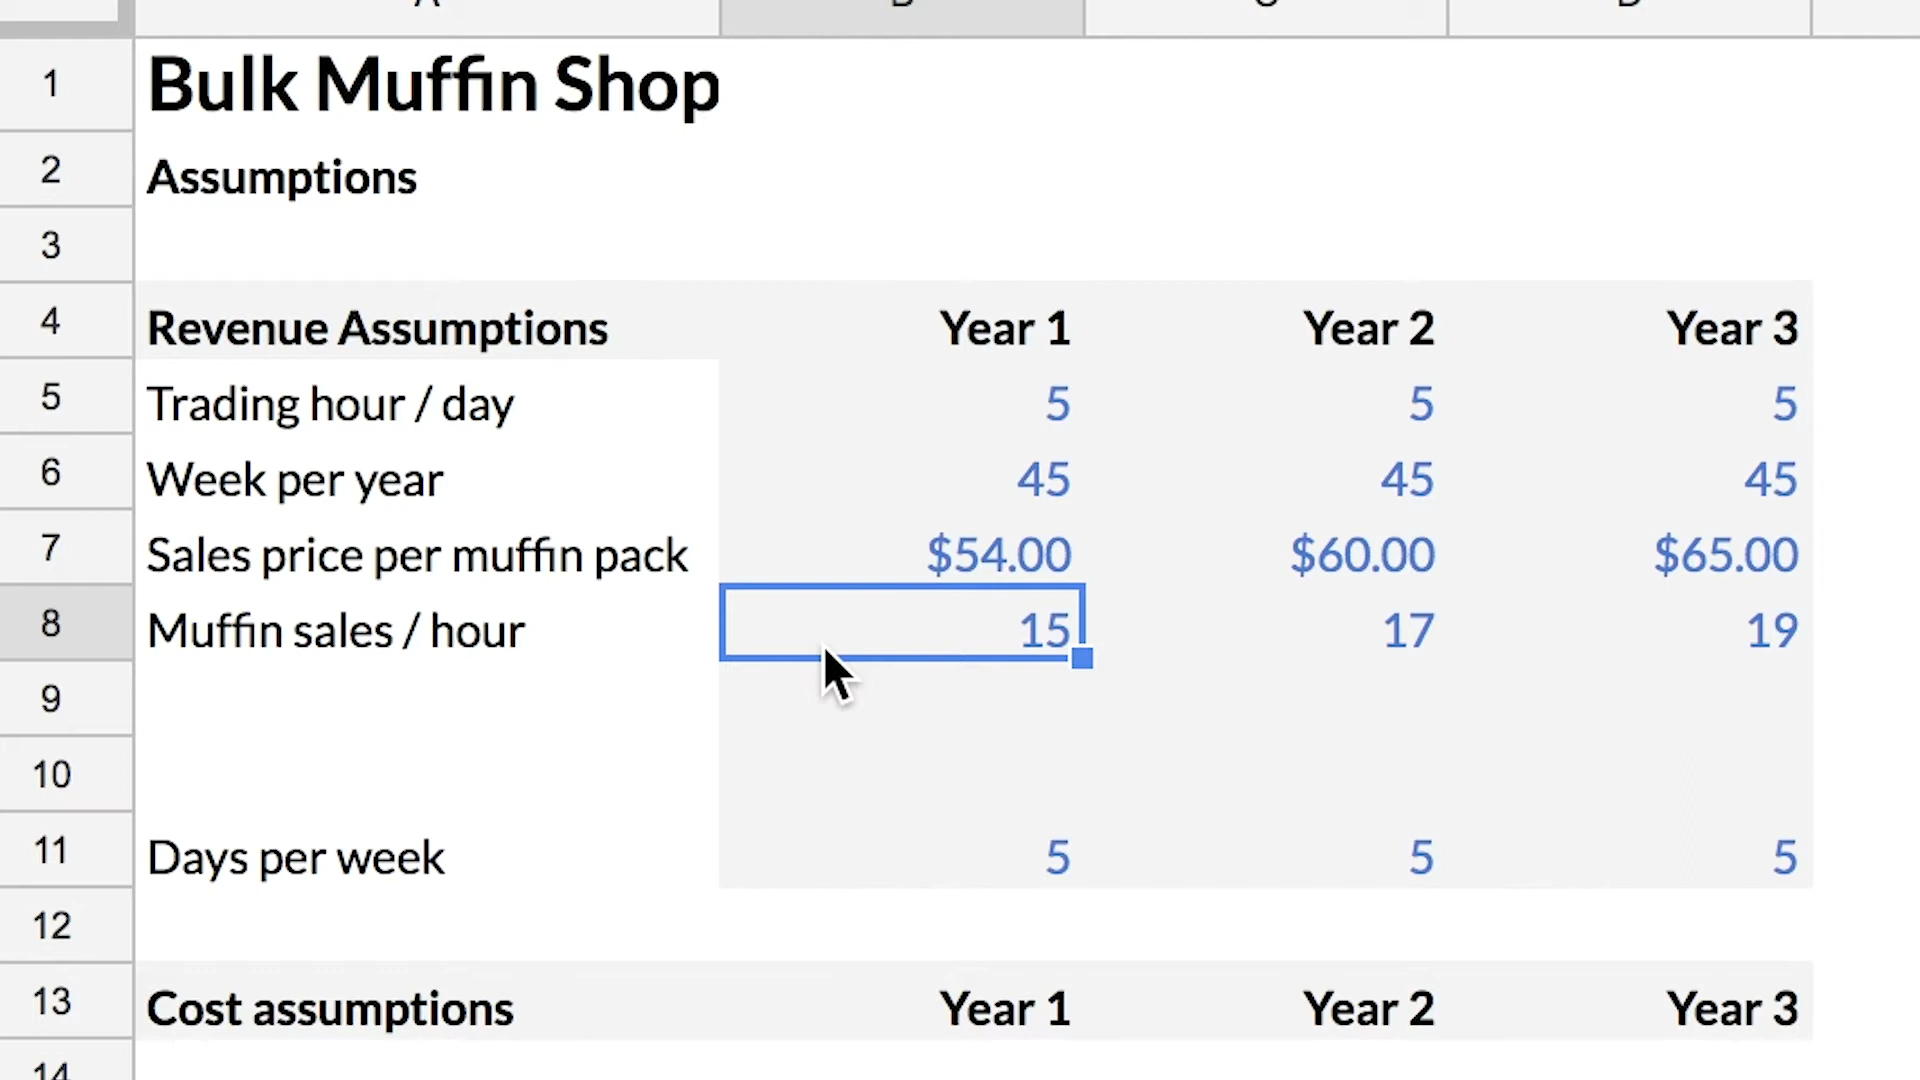 1 Bulk Muffin Shop
2 Assumptions
3
4 Revenue Assumptions Year 1 Year 2 Year 3
5 Trading hour / day 5 5 5
6 Week per year 45 45 45
7 Sales price per muffin pack $54.00 $60.00 $65.00
8 Muffin sales / hour 15 17 19
9
10
11 Days per week 5 5 5
12
13 Cost assumptions Year 1 Year 2 Year 3
14